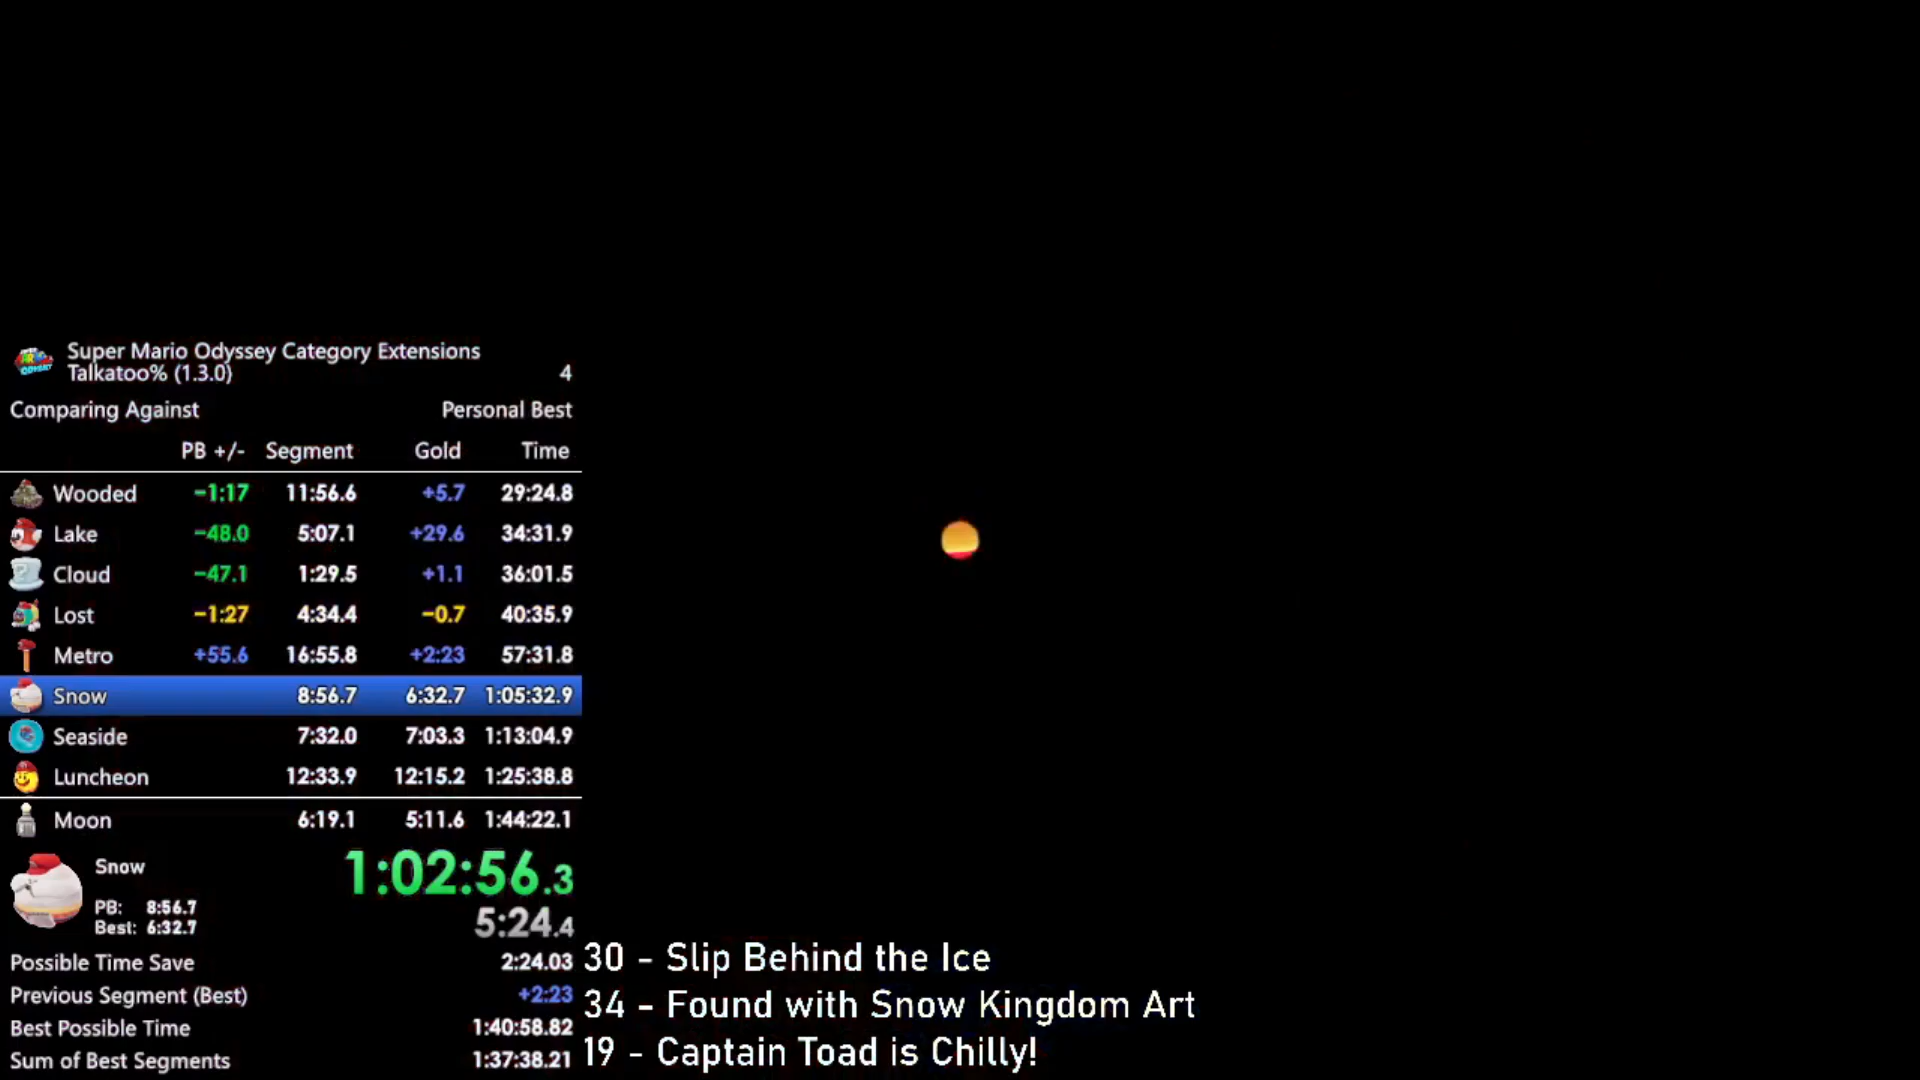 Super Mario Odyssey Category Extensions
Talkatoo% (1.3.0) 4
Comparing Against Personal Best
PB +/- Segment Gold Time
Wooded −1:17 11:56.6 +5.7 29:24.8
Lake −48.0 5:07.1 +29.6 34:31.9
Cloud −47.1 1:29.5 +1.1 36:01.5
Lost −1:27 4:34.4 −0.7 40:35.9
Metro +55.6 16:55.8 +2:23 57:31.8
Snow 8:56.7 6:32.7 1:05:32.9
Seaside 7:32.0 7:03.3 1:13:04.9
Luncheon 12:33.9 12:15.2 1:25:38.8
Moon 6:19.1 5:11.6 1:44:22.1
Snow 1:02:56.3
PB: 8:56.7
5:24.4
Best: 6:32.7
Possible Time Save 2:24.03
Previous Segment (Best) +2:23
Best Possible Time 1:40:58.82
Sum of Best Segments 1:37:38.21
30 - Slip Behind the Ice
34 - Found with Snow Kingdom Art
19 - Captain Toad is Chilly!